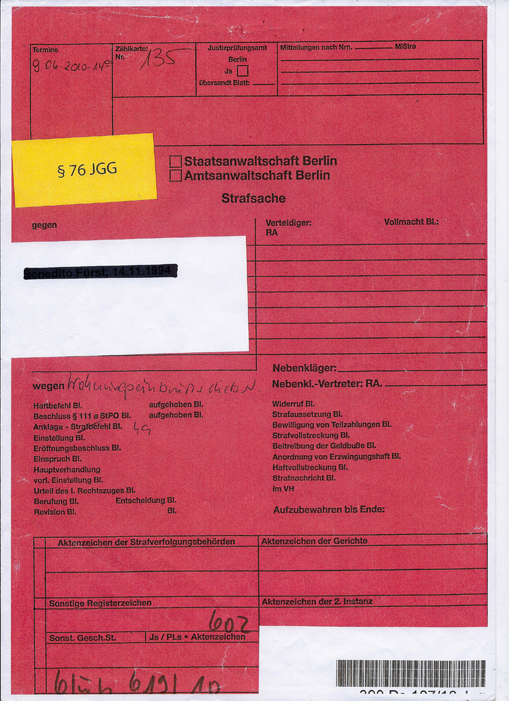 Termine
9.06.2010-14⁰⁰
Zählkarte:
Nr. 135
Justizprüfungsamt
Berlin
Ja
übersandt Blatt:
Mitteilungen nach Nrn. MiStra
§ 76 JGG
Staatsanwaltschaft Berlin
Amtsanwaltschaft Berlin
Strafsache
gegen
Verteidiger: Vollmacht Bl.:
RA
Nebenkläger:
Nebenkl.-Vertreter: RA.
wegen Wohnungseinbruchdiebst.
Haftbefehl Bl. aufgehoben Bl.
Beschluss § 111 a StPO Bl. aufgehoben Bl.
Anklage - Strafbefehl Bl. 49
Einstellung Bl.
Eröffnungsbeschluss Bl.
Einspruch Bl.
Hauptverhandlung
vorl. Einstellung Bl.
Urteil des I. Rechtszuges Bl.
Berufung Bl. Entscheidung Bl.
Revision Bl. Bl.
Widerruf Bl.
Strafaussetzung Bl.
Bewilligung von Teilzahlungen Bl.
Strafvollstreckung Bl.
Beitreibung der Geldbuße Bl.
Anordnung von Erzwingungshaft Bl.
Haftvollstreckung Bl.
Strafnachricht Bl.
im VH
Aufzubewahren bis Ende:
Aktenzeichen der Strafverfolgungsbehörden
Aktenzeichen der Gerichte
Sonstige Registerzeichen
602
Aktenzeichen der 2. Instanz
Sonst. Gesch.St. Js / PLs • Aktenzeichen
619/10